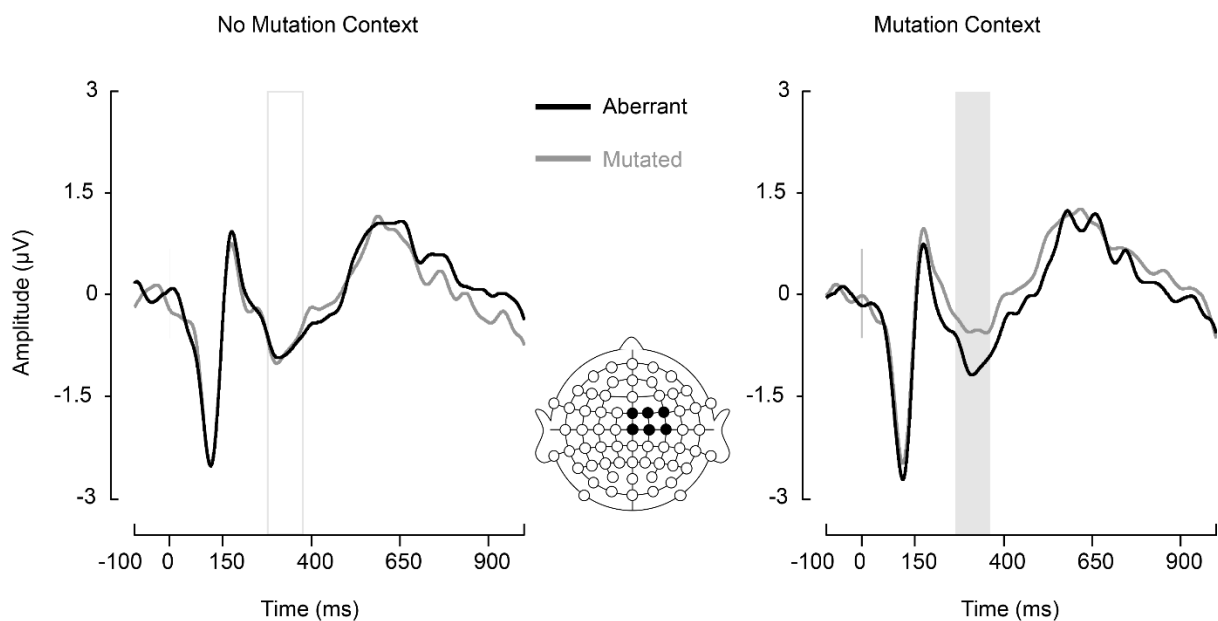 No Mutation Context
Mutation Context
3
1.5
0
-1.5
-3
Amplitude (µV)
-100 0 150 400 650 900
Time (ms)
Aberrant
Mutated
3
1.5
0
-1.5
-3
-100 0 150 400 650 900
Time (ms)